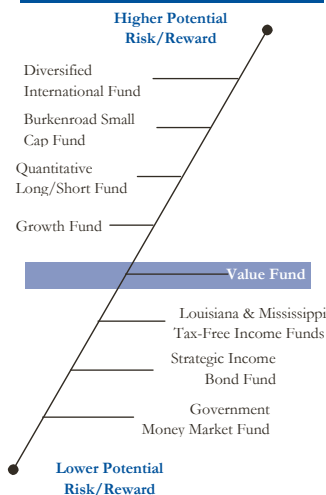 Higher Potential
Risk/Reward
Diversified
International Fund
Burkenroad Small
Cap Fund
Quantitative
Long/Short Fund
Growth Fund
Value Fund
Louisiana & Mississippi
Tax-Free Income Funds
Strategic Income
Bond Fund
Government
Money Market Fund
Lower Potential
Risk/Reward